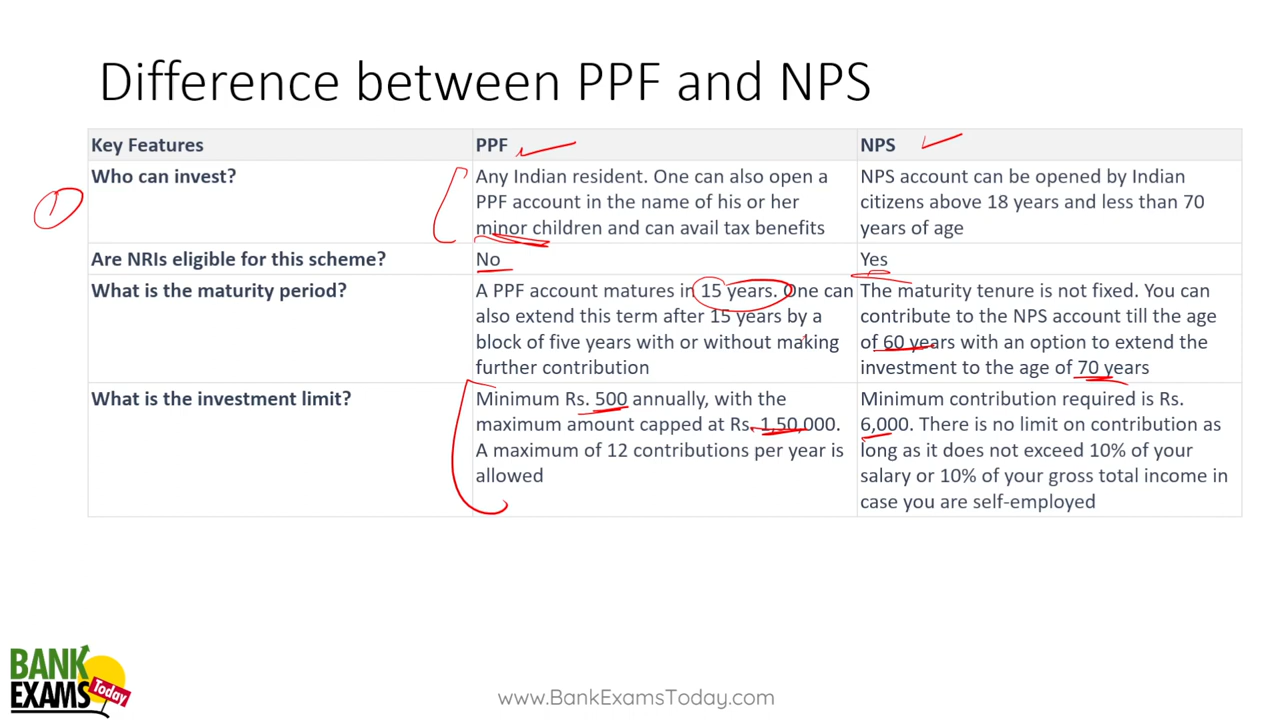 Difference between PPF and NPS
Key Features
PPF
NPS
Who can invest?
Any Indian resident. One can also open a
PPF account in the name of his or her
minor children and can avail tax benefits
NPS account can be opened by Indian
citizens above 18 years and less than 70
years of age
Are NRIs eligible for this scheme?
No
Yes
What is the maturity period?
A PPF account matures in 15 years. One can
also extend this term after 15 years by a
block of five years with or without making
further contribution
The maturity tenure is not fixed. You can
contribute to the NPS account till the age
of 60 years with an option to extend the
investment to the age of 70 years
What is the investment limit?
Minimum Rs. 500 annually, with the
maximum amount capped at Rs. 1,50,000.
A maximum of 12 contributions per year is
allowed
Minimum contribution required is Rs.
6,000. There is no limit on contribution as
long as it does not exceed 10% of your
salary or 10% of your gross total income in
case you are self-employed
1
BANK
EXAMS
Today
www.BankExamsToday.com